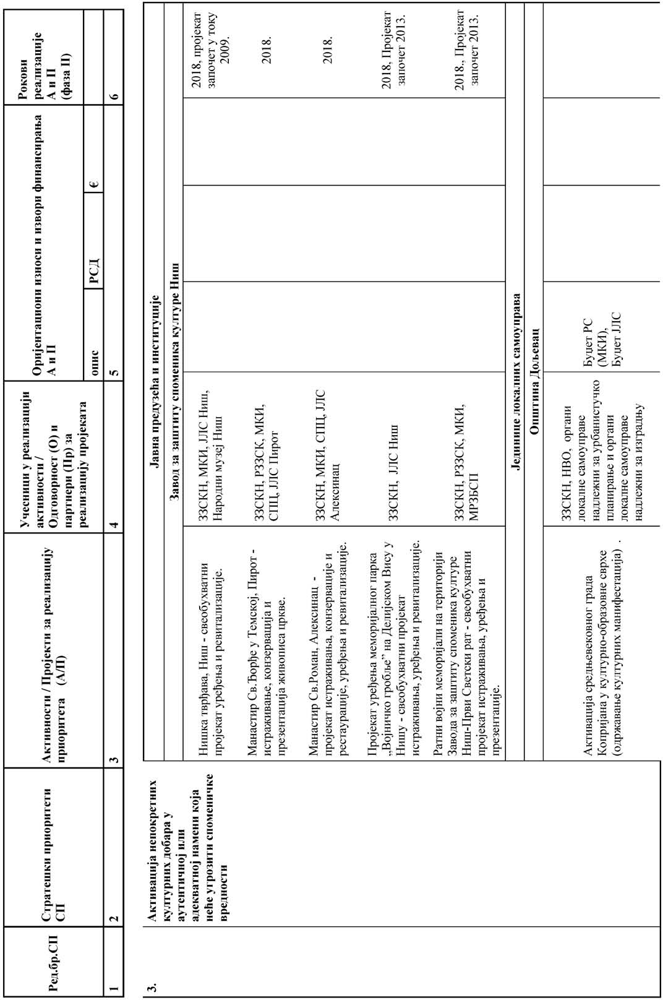 Ред.бр.СП
Стратешки приоритети
СП
Активности / Пројекти за реализацију
приоритета (А/П)
Учесници у реализацији
активности /
Одговорност (О) и
партнери (Пр) за
реализацију пројеката
Оријентациони износи и извори финансирања
А и П
опис
РСД
€
Рокови
реализације
А и П
(фаза II)
1
2
3
4
5
6
3.
Активација непокретних
културних добара у
аутентичној или
адекватној намени која
неће угрозити споменичке
вредности
Јавна предузећа и институције
Завод за заштиту споменика културе Ниш
Нишка тврђава, Ниш - свеобухватни
пројекат уређења и ревитализације.
ЗЗСКН, МКИ, ЈЛС Ниш,
Народни музеј Ниш
2018, пројекат
започет у току
2009.
Манастир Св.Ђорђе у Темској, Пирот -
истраживање, конзервација и
презентација живописа цркве.
ЗЗСКН, РЗЗСК, МКИ,
СПЦ, ЈЛС Пирот
2018.
Манастир Св.Роман, Алексинац -
пројекат истраживања, конзервације и
рестаурације, уређења и ревитализације.
ЗЗСКН, МКИ, СПЦ, ЈЛС
Алексинац
2018.
Пројекат уређења меморијалног парка
„Војничко гробље” на Делијском Вису у
Нишу - свеобухватни пројекат
истраживања, уређења и ревитализације.
ЗЗСКН, ЈЛС Ниш
2018, Пројекат
започет 2013.
Ратни војни меморијали на територији
Завода за заштиту споменика културе
Ниш-Први Светски рат - свеобухватни
пројекат истраживања, уређења и
презентације.
ЗЗСКН, РЗЗСК, МКИ,
МРЗБСП
2018., Пројекат
започет 2013.
Јединице локалних самоуправа
Општина Дољевац
Активација средњевековног града
Копријана у културно-образовне сврхе
(одржавање културних манифестација) .
ЗЗСКН, НВО, органи
локалне самоуправе
надлежни за урбанистучко
планирање и органи
локалне самоуправе
надлежни за изградњу
Буџет РС
(МКИ),
Буџет ЈЛС